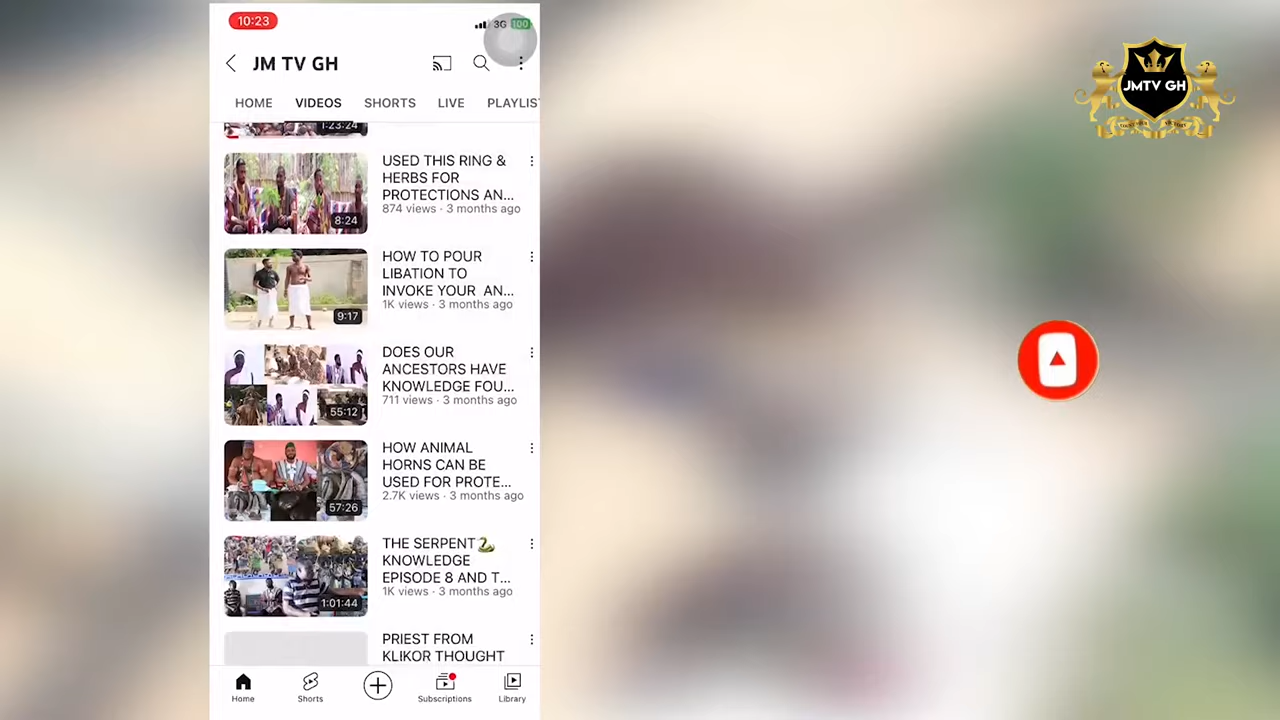 10:23
3G 100
JM TV GH
HOME VIDEOS SHORTS LIVE PLAYLIS
1:23:24
USED THIS RING &
HERBS FOR
PROTECTIONS AN...
874 views · 3 months ago
8:24
HOW TO POUR
LIBATION TO
INVOKE YOUR AN...
1K views · 3 months ago
9:17
DOES OUR
ANCESTORS HAVE
KNOWLEDGE FOU...
711 views · 3 months ago
55:12
HOW ANIMAL
HORNS CAN BE
USED FOR PROTE...
2.7K views · 3 months ago
57:26
THE SERPENT🐍
KNOWLEDGE
EPISODE 8 AND T...
1K views · 3 months ago
1:01:44
PRIEST FROM
KLIKOR THOUGHT
Home Shorts Subscriptions Library
JMTV GH